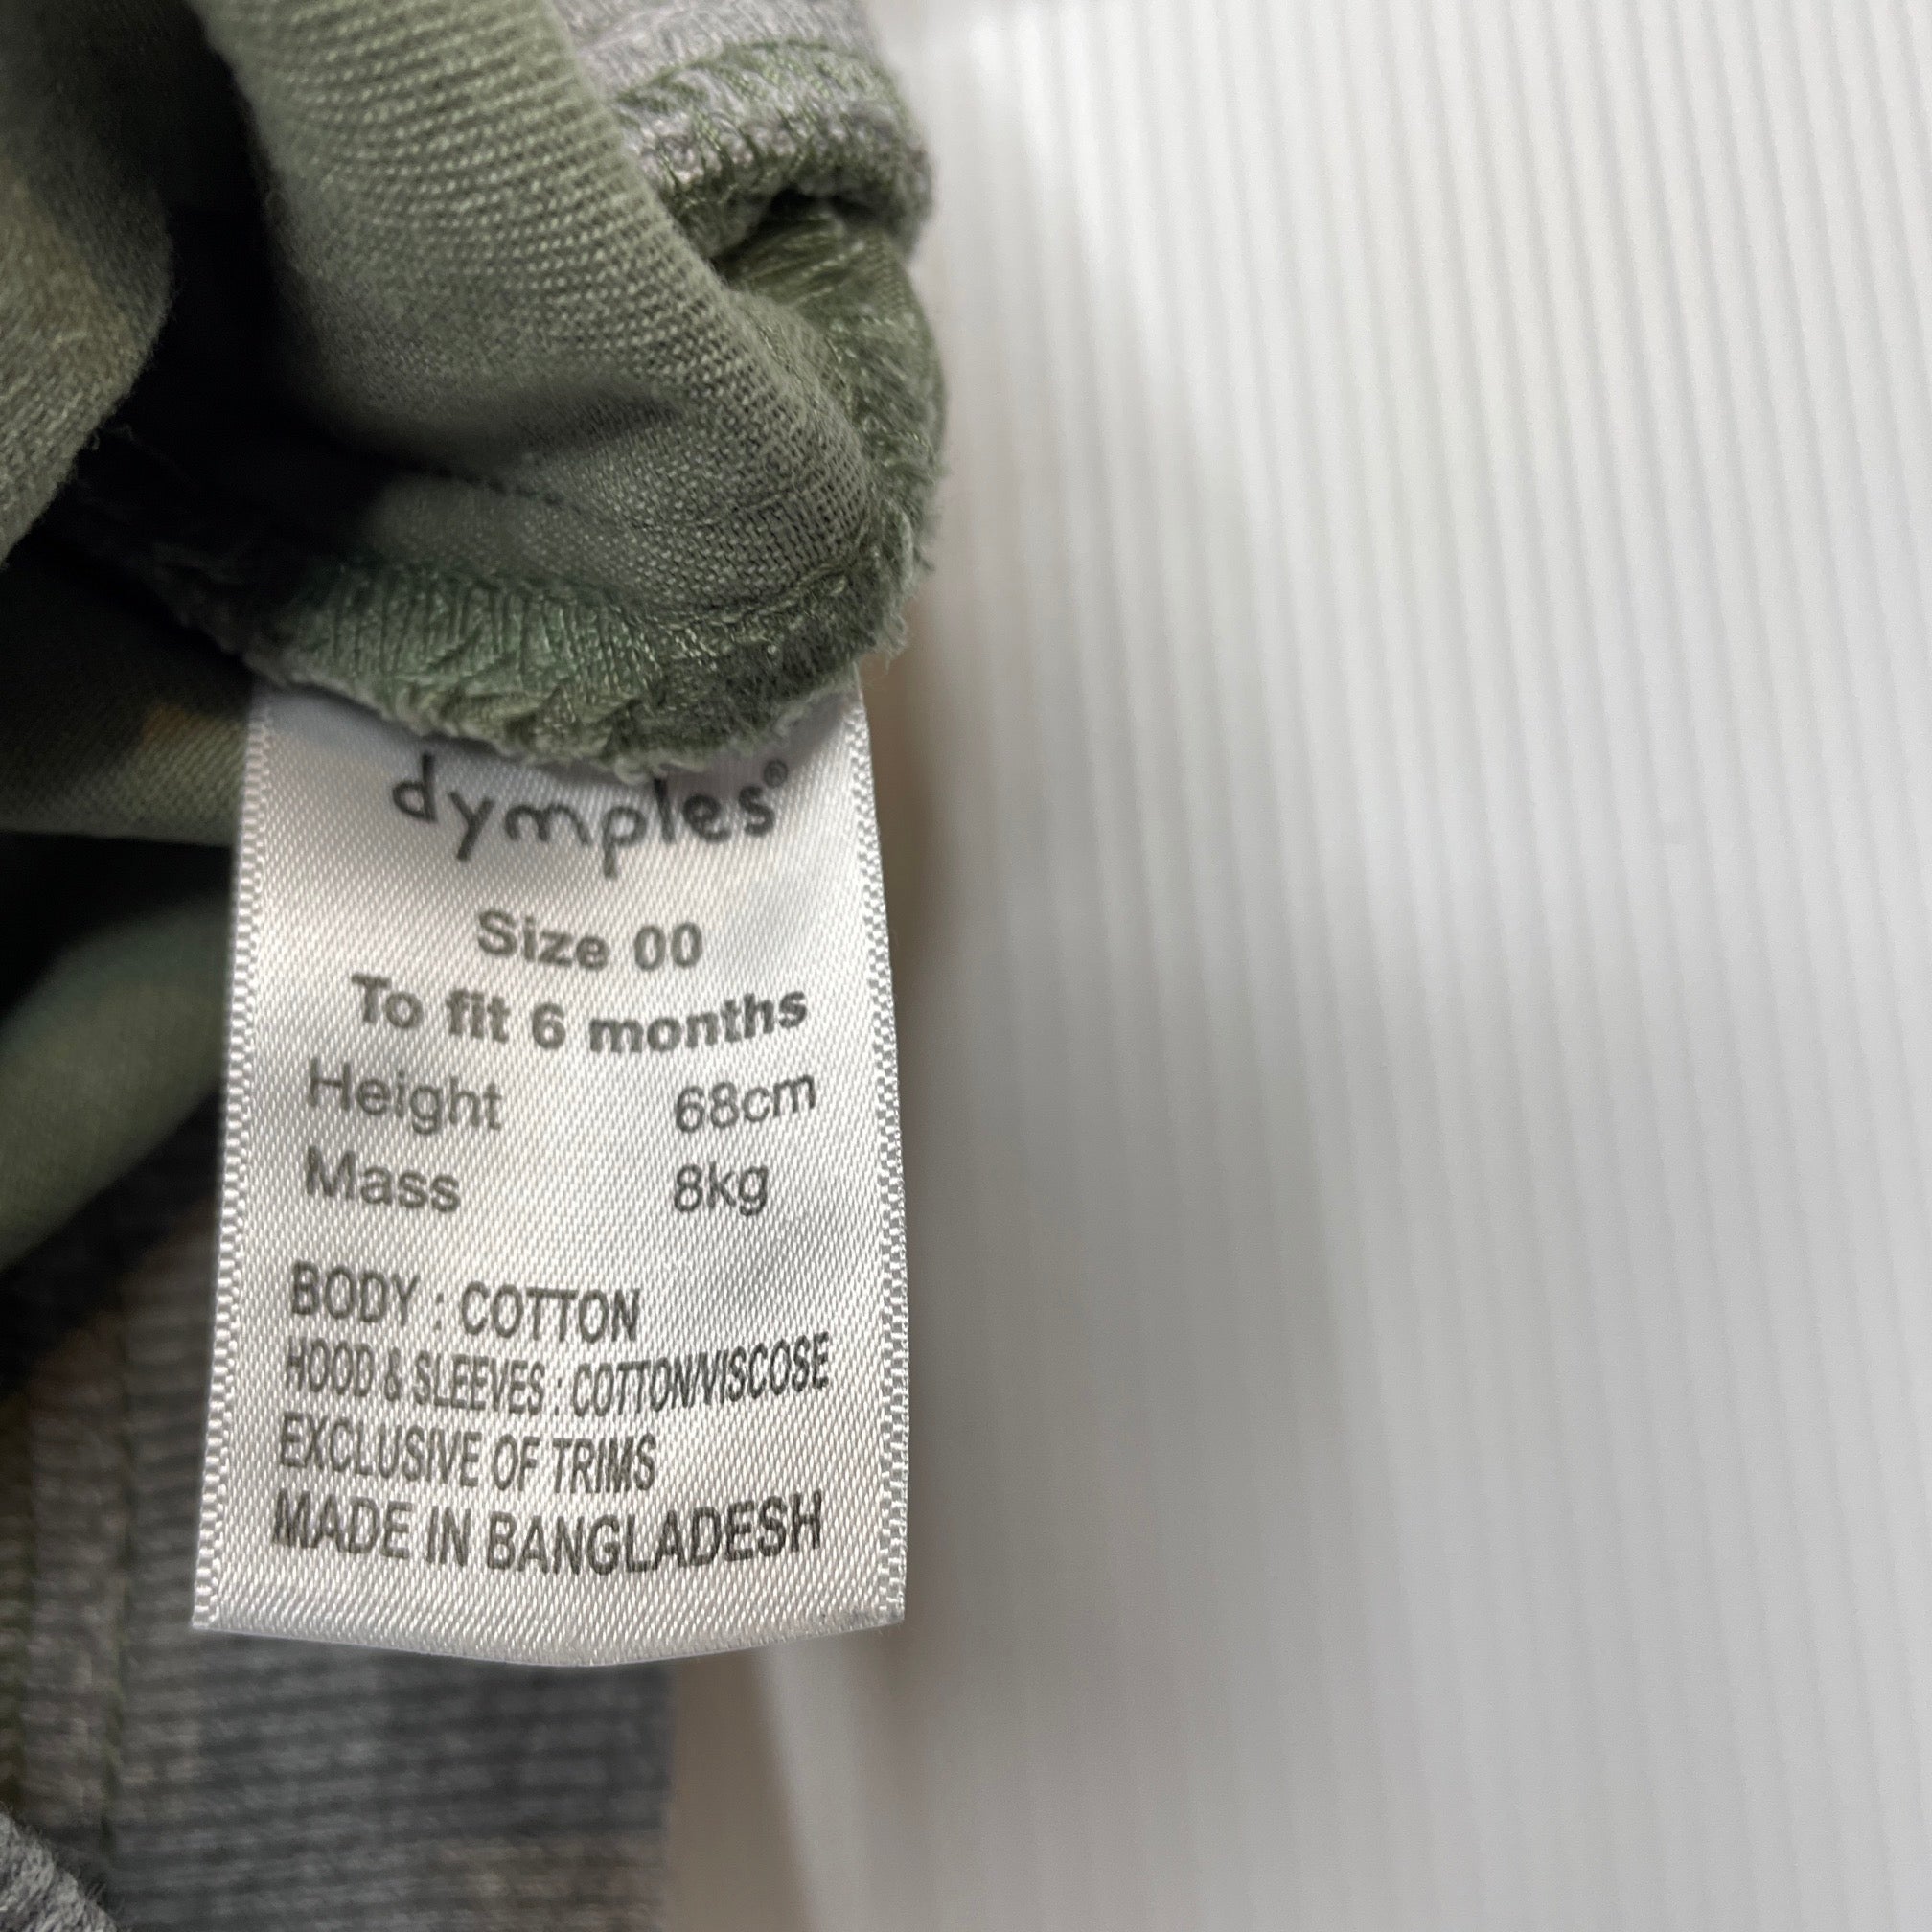 dymples®
Size 00
To fit 6 months
Height 68cm
Mass 8kg
BODY : COTTON
HOOD & SLEEVES : COTTON/VISCOSE
EXCLUSIVE OF TRIMS
MADE IN BANGLADESH